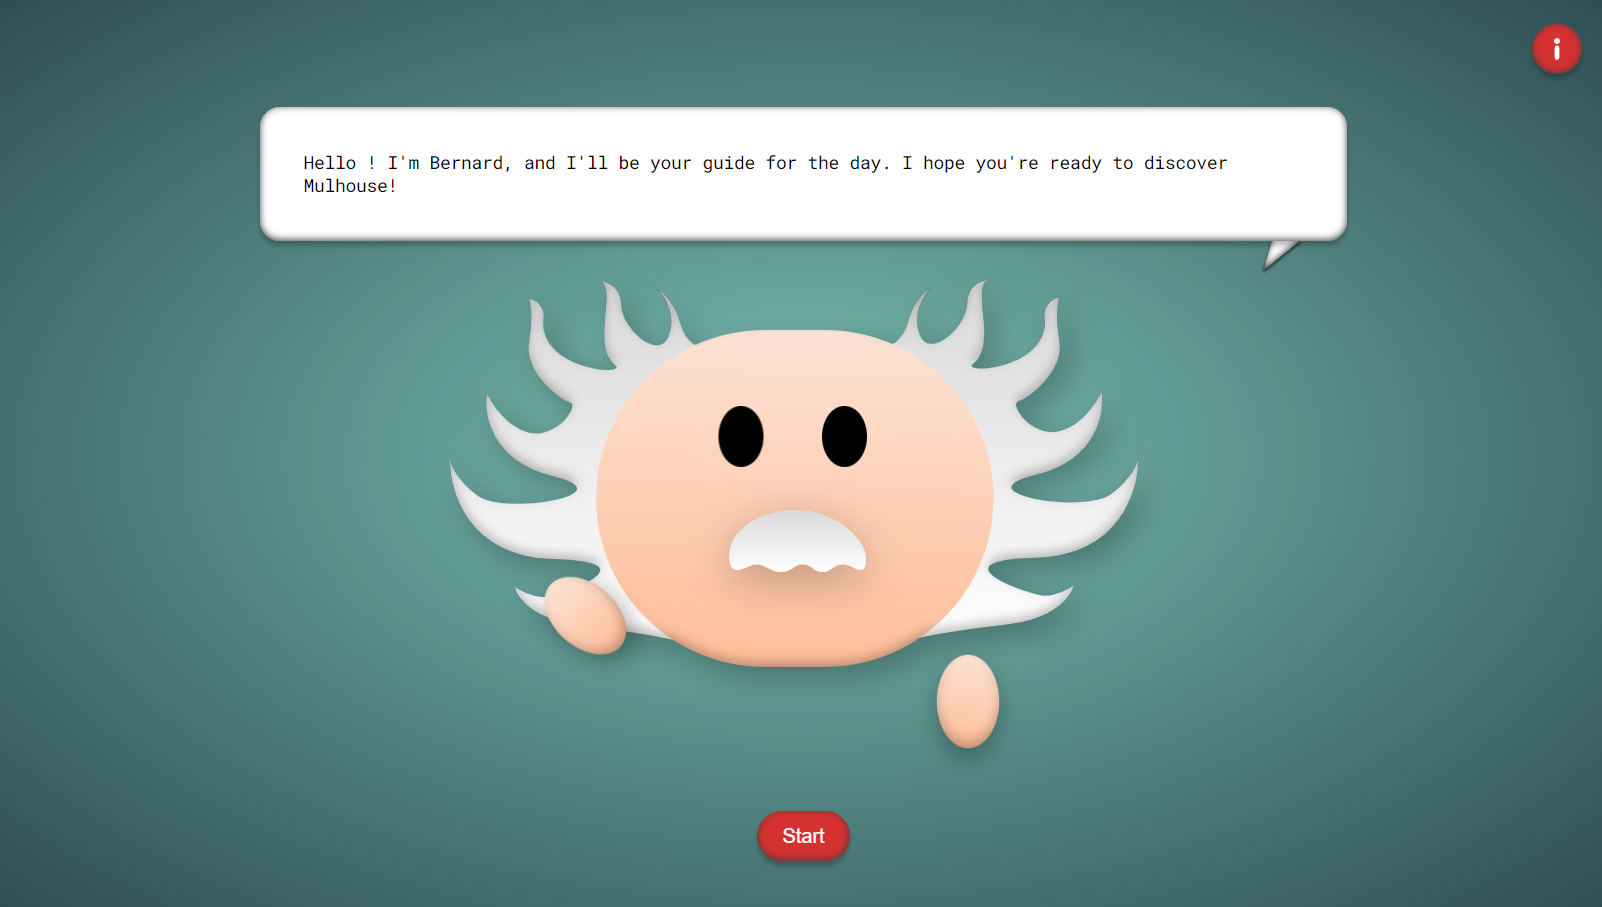 Hello ! I'm Bernard, and I'll be your guide for the day. I hope you're ready to discover
Mulhouse!
Start